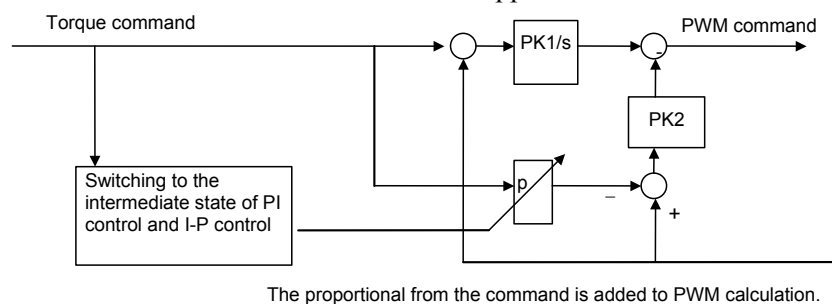 Torque command
PWM command
PK1/s
-
PK2
Switching to the
intermediate state of PI
control and I-P control
p
–
+
The proportional from the command is added to PWM calculation.